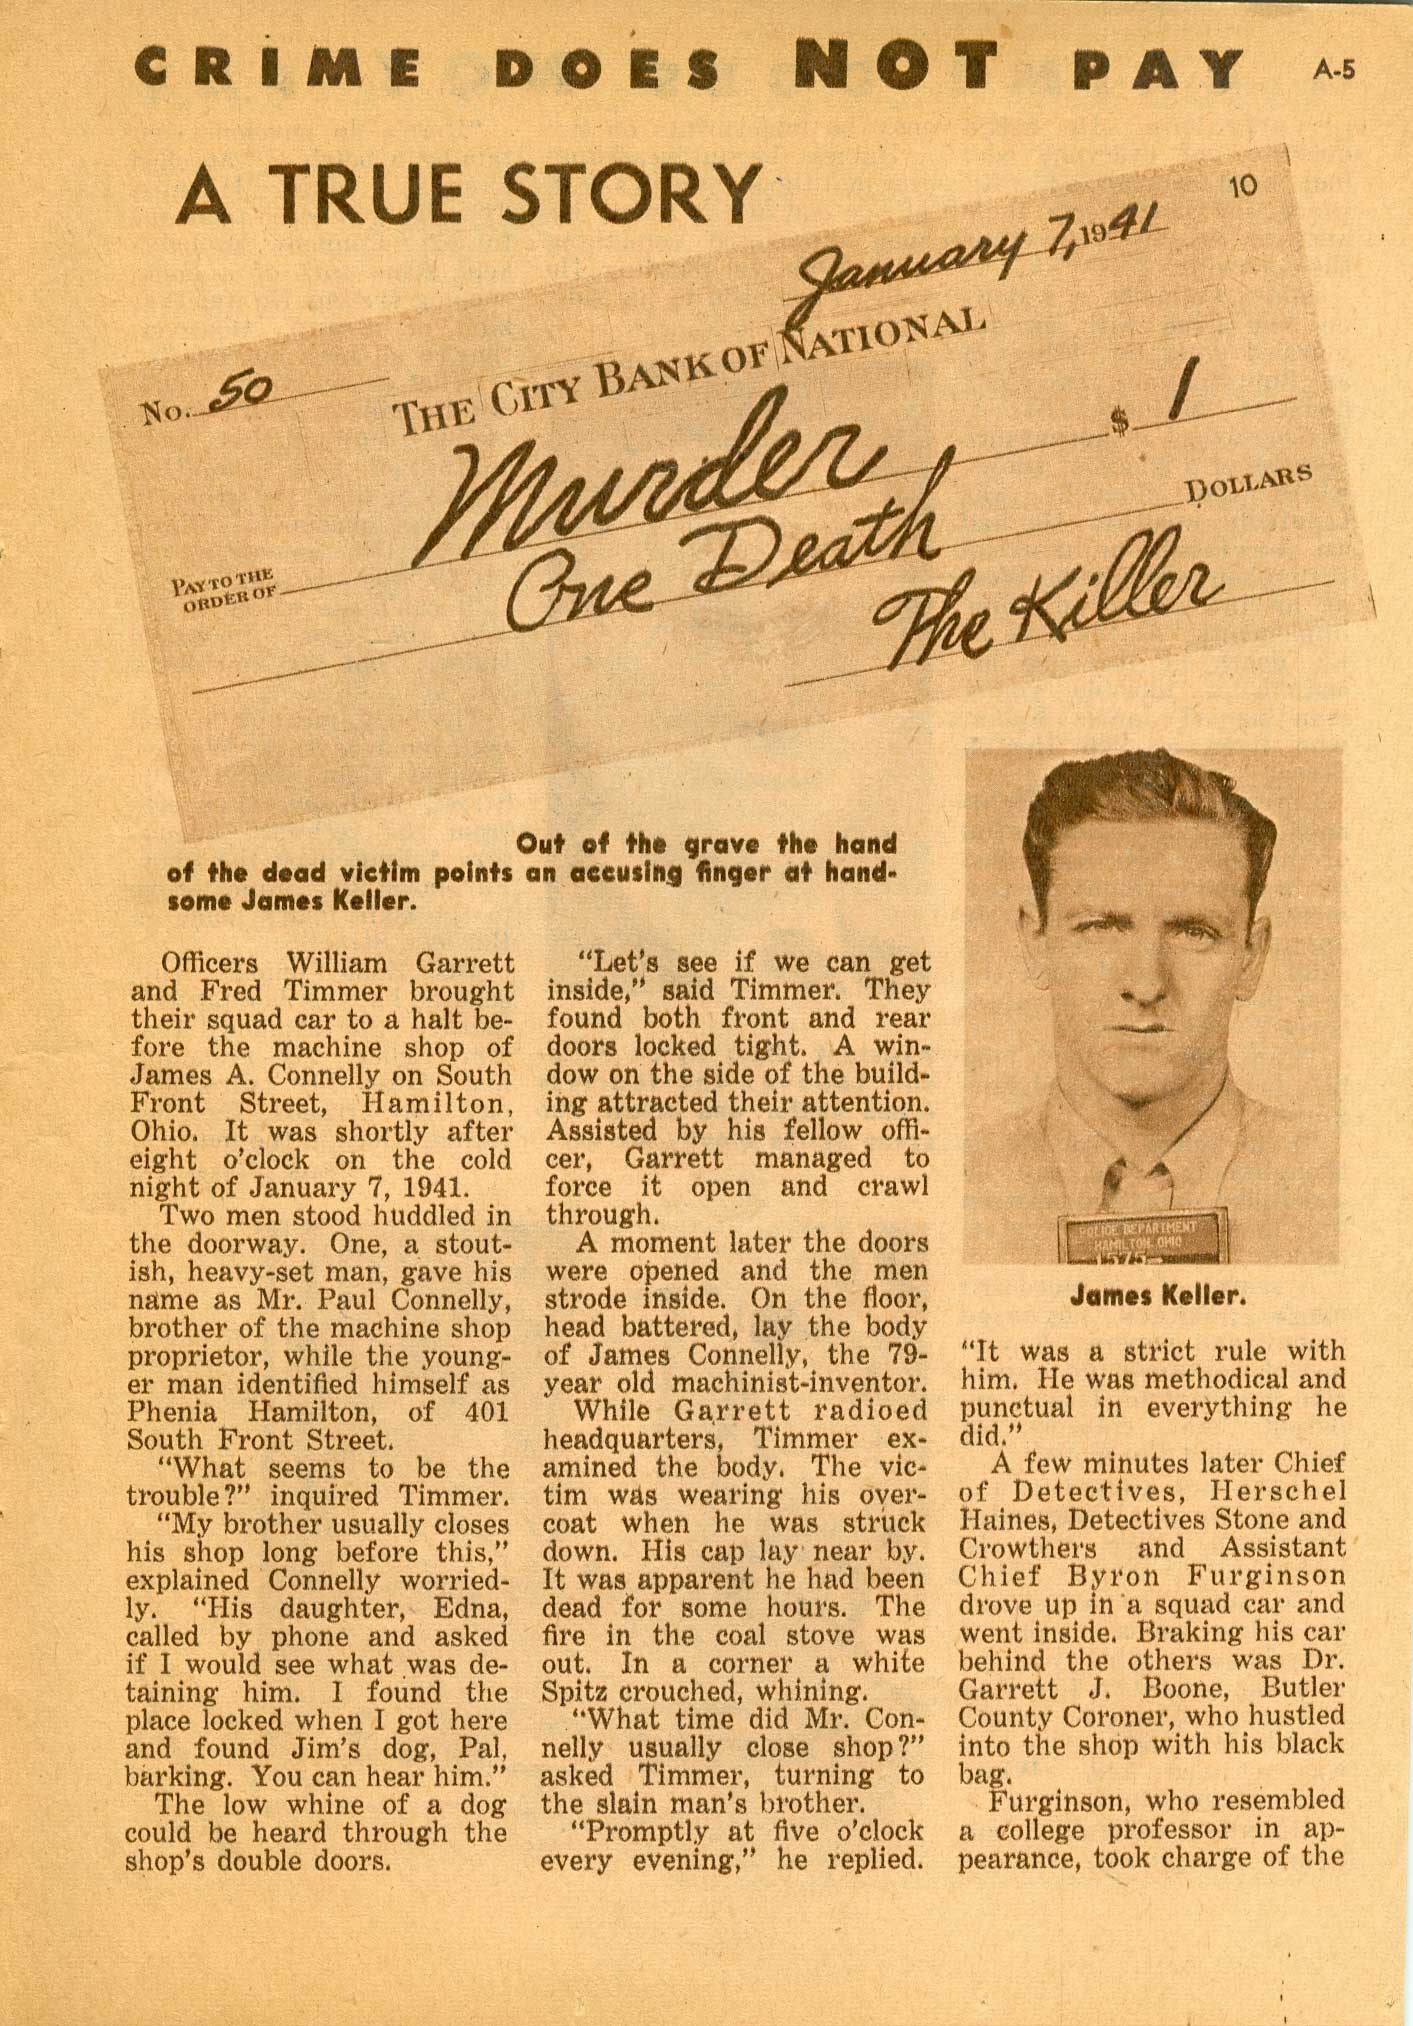 CRIME DOES NOT PAY A-5
A TRUE STORY
10
January 7, 1941
No. 50
THE CITY BANK OF NATIONAL
Murder $ 1
PAY TO THE
ORDER OF
One Death DOLLARS
The Killer
Out of the grave the hand
of the dead victim points an accusing finger at hand-
some James Keller.
Officers William Garrett
and Fred Timmer brought
their squad car to a halt be-
fore the machine shop of
James A. Connelly on South
Front Street, Hamilton,
Ohio. It was shortly after
eight o'clock on the cold
night of January 7, 1941.
Two men stood huddled in
the doorway. One, a stout-
ish, heavy-set man, gave his
name as Mr. Paul Connelly,
brother of the machine shop
proprietor, while the young-
er man identified himself as
Phenia Hamilton, of 401
South Front Street.
"What seems to be the
trouble?" inquired Timmer.
"My brother usually closes
his shop long before this,"
explained Connelly worried-
ly. "His daughter, Edna,
called by phone and asked
if I would see what was de-
taining him. I found the
place locked when I got here
and found Jim's dog, Pal,
barking. You can hear him."
The low whine of a dog
could be heard through the
shop's double doors.
"Let's see if we can get
inside," said Timmer. They
found both front and rear
doors locked tight. A win-
dow on the side of the build-
ing attracted their attention.
Assisted by his fellow offi-
cer, Garrett managed to
force it open and crawl
through.
A moment later the doors
were opened and the men
strode inside. On the floor,
head battered, lay the body
of James Connelly, the 79-
year old machinist-inventor.
While Garrett radioed
headquarters, Timmer ex-
amined the body. The vic-
tim was wearing his over-
coat when he was struck
down. His cap lay near by.
It was apparent he had been
dead for some hours. The
fire in the coal stove was
out. In a corner a white
Spitz crouched, whining.
"What time did Mr. Con-
nelly usually close shop?"
asked Timmer, turning to
the slain man's brother.
"Promptly at five o'clock
every evening," he replied.
POLICE DEPARTMENT
HAMILTON, OHIO
James Keller.
"It was a strict rule with
him. He was methodical and
punctual in everything he
did."
A few minutes later Chief
of Detectives, Herschel
Haines, Detectives Stone and
Crowthers and Assistant
Chief Byron Furginson
drove up in a squad car and
went inside. Braking his car
behind the others was Dr.
Garrett J. Boone, Butler
County Coroner, who hustled
into the shop with his black
bag.
Furginson, who resembled
a college professor in ap-
pearance, took charge of the